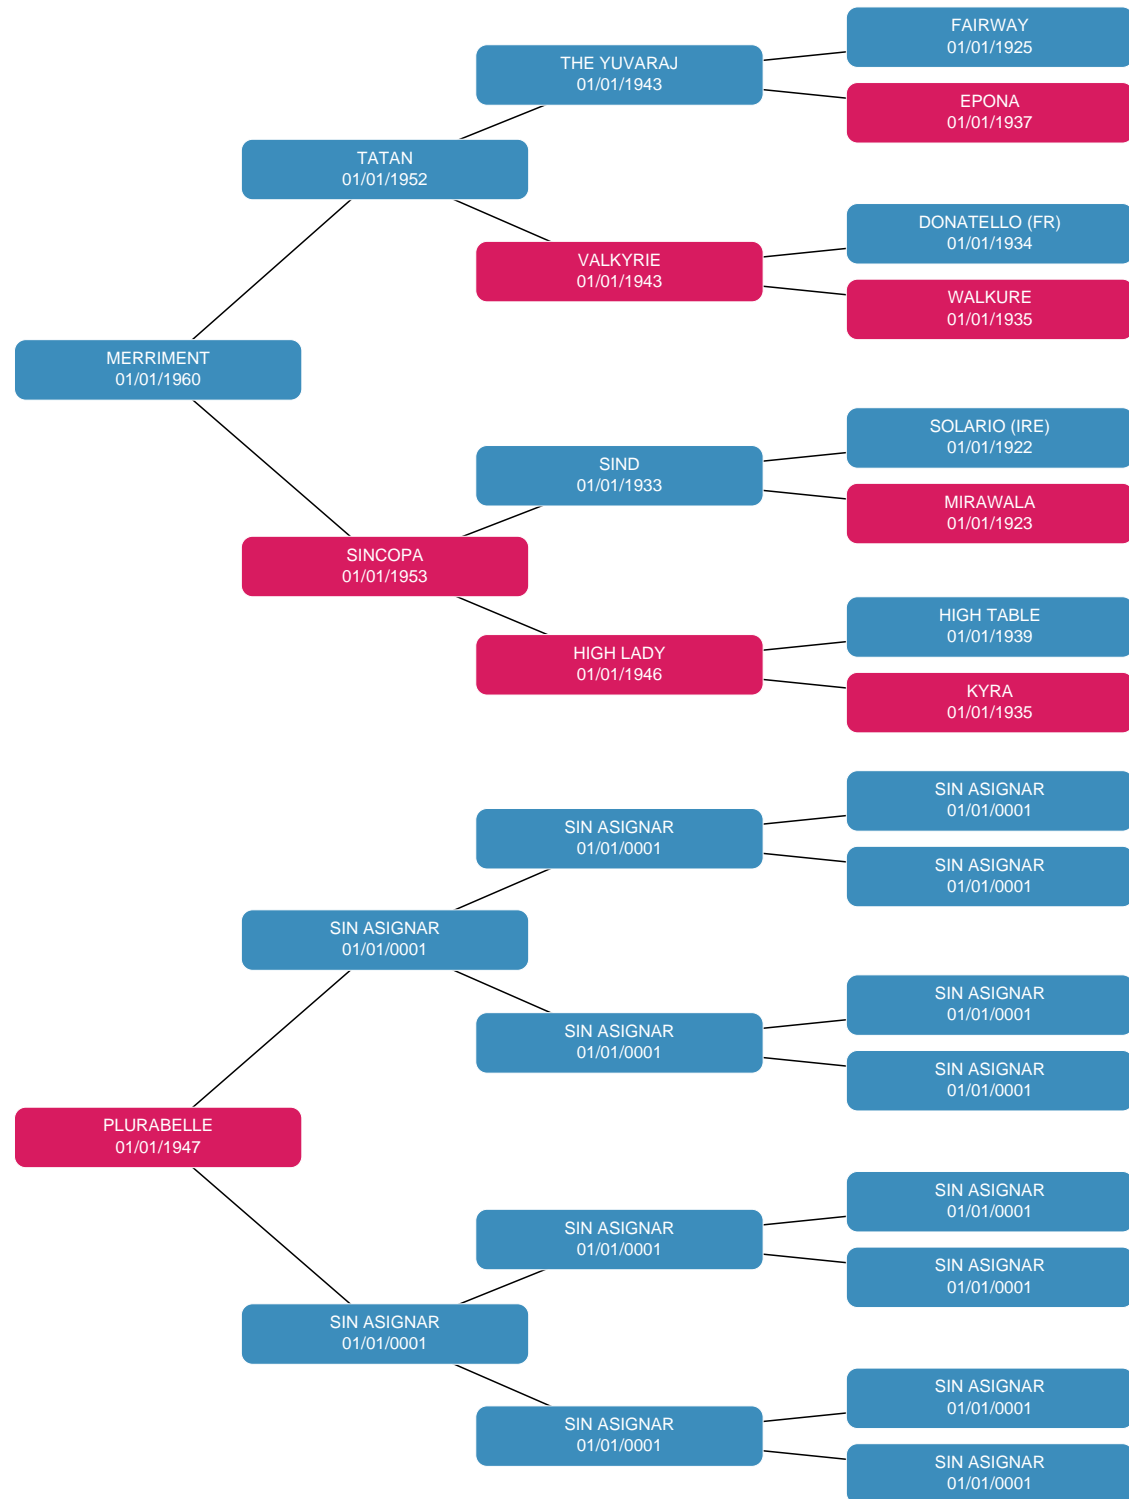 FAIRWAY
01/01/1925
THE YUVARAJ
01/01/1943
EPONA
01/01/1937
TATAN
01/01/1952
DONATELLO (FR)
01/01/1934
VALKYRIE
01/01/1943
WALKURE
01/01/1935
MERRIMENT
01/01/1960
SOLARIO (IRE)
01/01/1922
SIND
01/01/1933
MIRAWALA
01/01/1923
SINCOPA
01/01/1953
HIGH TABLE
01/01/1939
HIGH LADY
01/01/1946
KYRA
01/01/1935
SIN ASIGNAR
01/01/0001
SIN ASIGNAR
01/01/0001
SIN ASIGNAR
01/01/0001
SIN ASIGNAR
01/01/0001
SIN ASIGNAR
01/01/0001
SIN ASIGNAR
01/01/0001
SIN ASIGNAR
01/01/0001
PLURABELLE
01/01/1947
SIN ASIGNAR
01/01/0001
SIN ASIGNAR
01/01/0001
SIN ASIGNAR
01/01/0001
SIN ASIGNAR
01/01/0001
SIN ASIGNAR
01/01/0001
SIN ASIGNAR
01/01/0001
SIN ASIGNAR
01/01/0001